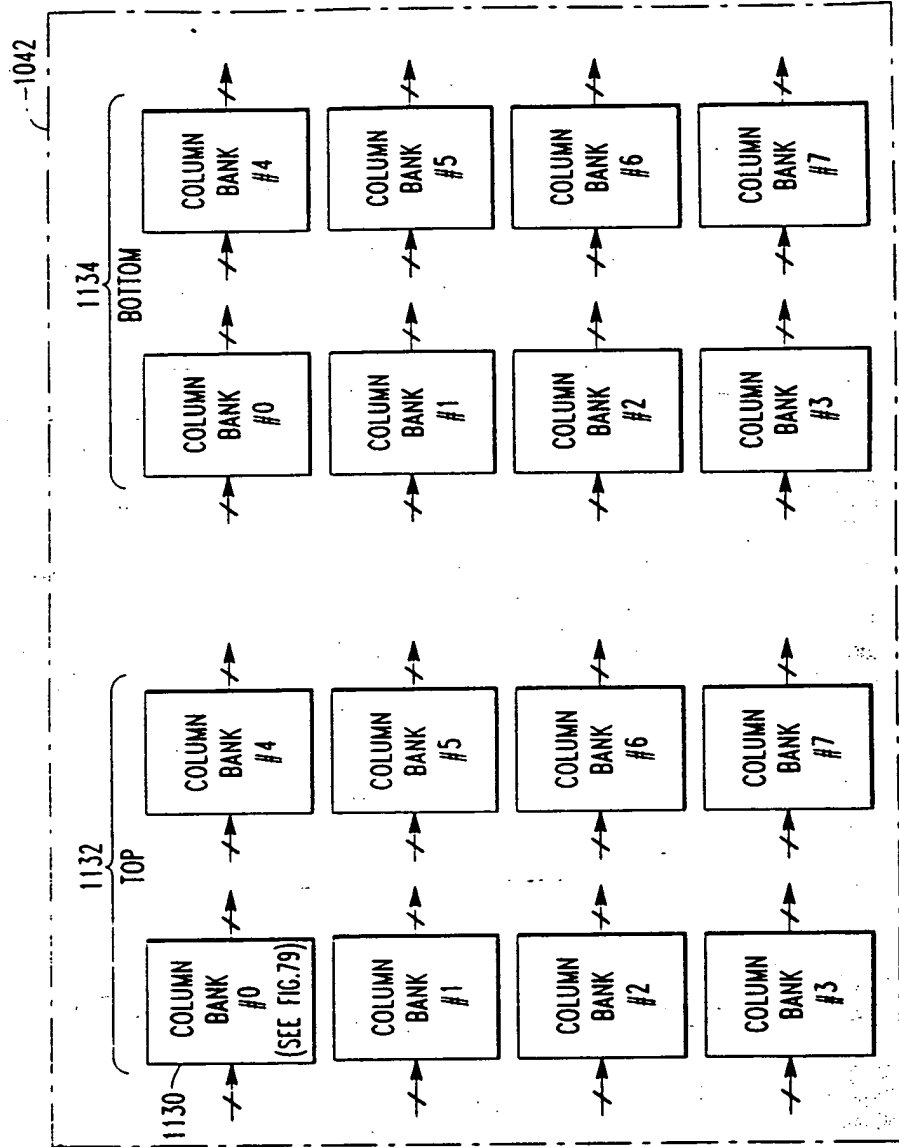 1042
1132
TOP
1134
BOTTOM
1130
COLUMN
BANK
#0
(SEE FIG.79)
COLUMN
BANK
#4
COLUMN
BANK
#0
COLUMN
BANK
#4
COLUMN
BANK
#1
COLUMN
BANK
#5
COLUMN
BANK
#1
COLUMN
BANK
#5
COLUMN
BANK
#2
COLUMN
BANK
#6
COLUMN
BANK
#2
COLUMN
BANK
#6
COLUMN
BANK
#3
COLUMN
BANK
#7
COLUMN
BANK
#3
COLUMN
BANK
#7